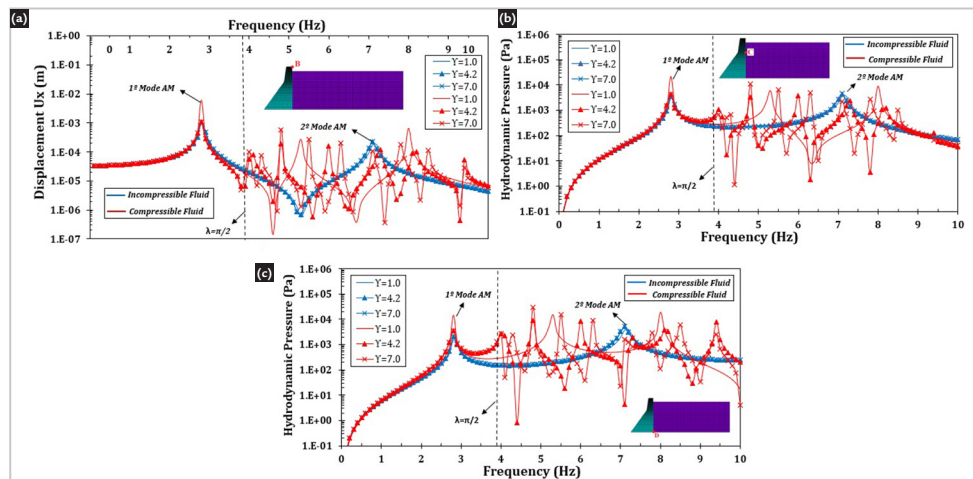 (a)
Frequency (Hz)
0 1 2 3 4 5 6 7 8 9 10
Displacement Ux (m)
1.E+00
1.E-01
1.E-02
1.E-03
1.E-04
1.E-05
1.E-06
1.E-07
1º Mode AM
2º Mode AM
B
Υ=1.0
Υ=4.2
Υ=7.0
Υ=1.0
Υ=4.2
Υ=7.0
Incompressible Fluid
Compressible Fluid
λ=π/2
(b)
Hydrodynamic Pressure (Pa)
1.E+06
1.E+05
1.E+04
1.E+03
1.E+02
1.E+01
1.E+00
1.E-01
Υ=1.0
Υ=4.2
Υ=7.0
Υ=1.0
Υ=4.2
Υ=7.0
1º Mode AM
C
Incompressible Fluid
Compressible Fluid
2º Mode AM
λ=π/2
0 1 2 3 4 5 6 7 8 9 10
Frequency (Hz)
(c)
Hydrodynamic Pressure (Pa)
1.E+06
1.E+05
1.E+04
1.E+03
1.E+02
1.E+01
1.E+00
1.E-01
Υ=1.0
Υ=4.2
Υ=7.0
Υ=1.0
Υ=4.2
Υ=7.0
1º Mode AM
2º Mode AM
Incompressible Fluid
Compressible Fluid
λ=π/2
D
0 1 2 3 4 5 6 7 8 9 10
Frequency (Hz)